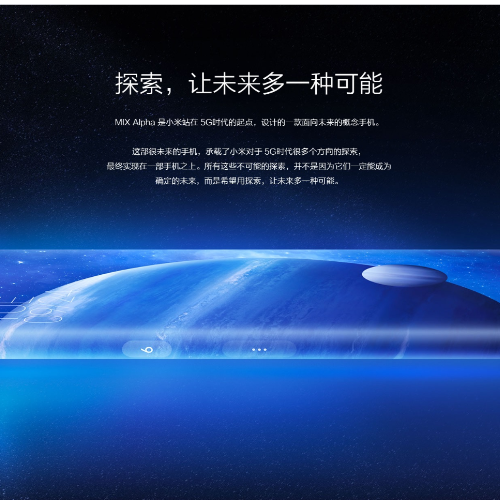 探索，让未来多一种可能
MIX Alpha 是小米站在 5G时代的起点，设计的一款面向未来的概念手机。
这部很未来的手机，承载了小米对于 5G时代很多个方向的探索，
最终实现在一部手机之上。所有这些不可能的探索，并不是因为它们一定能成为
确定的未来，而是希望用探索，让未来多一种可能。